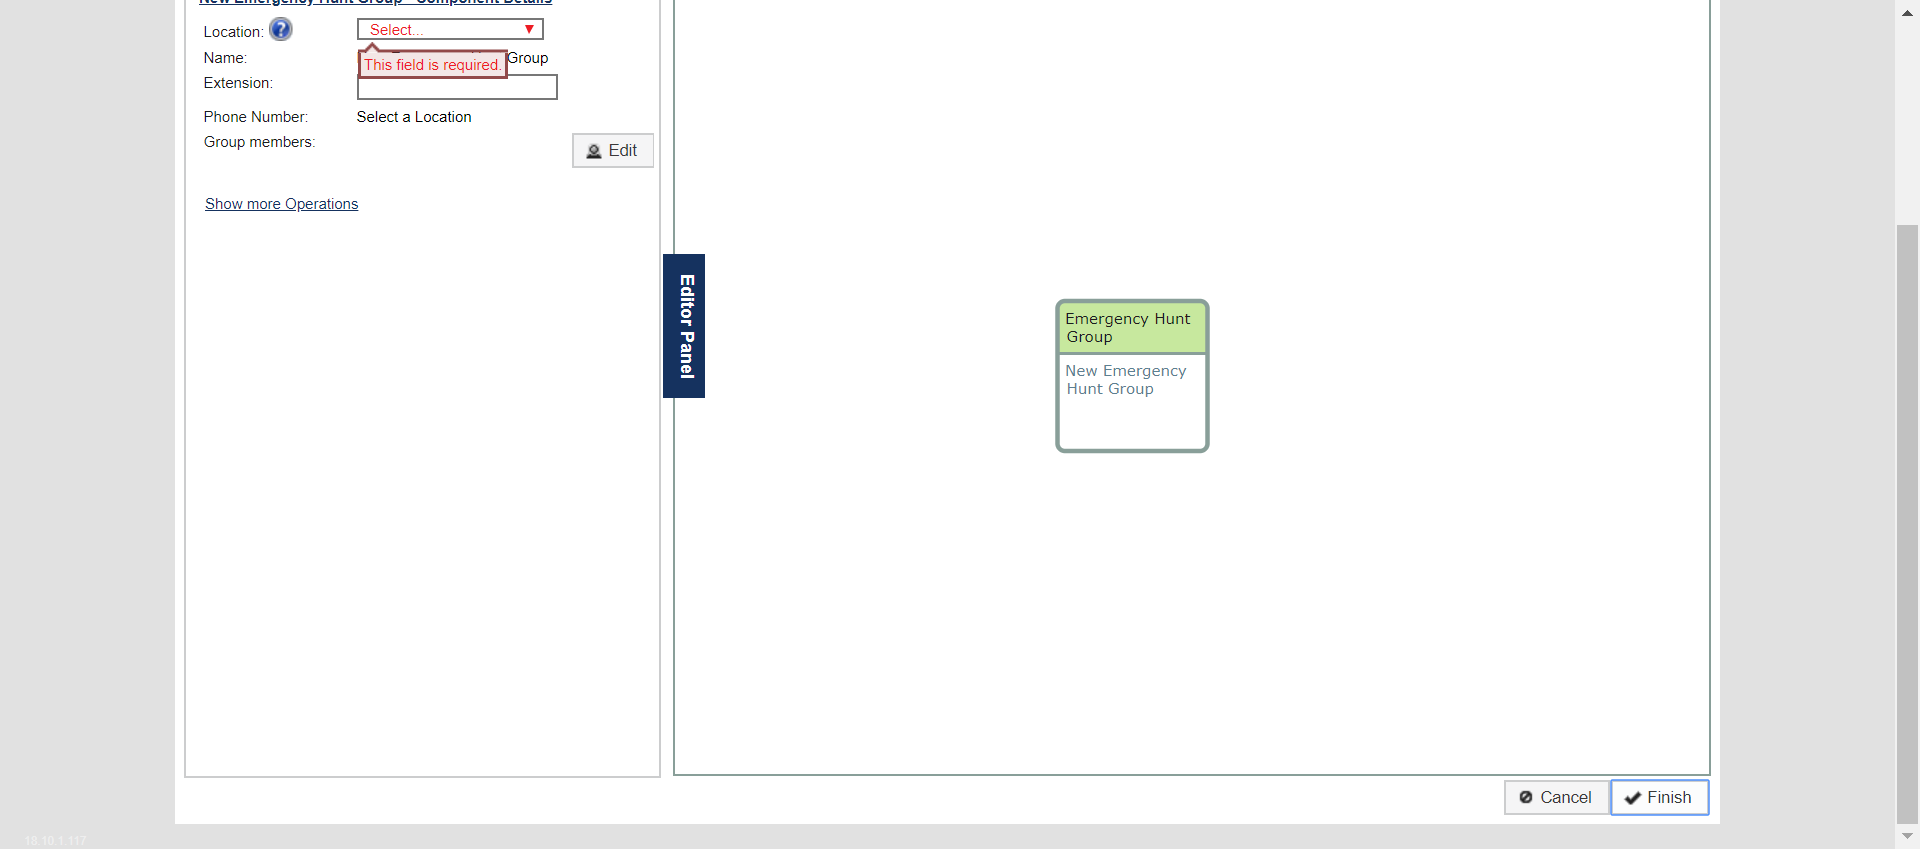 New Emergency Hunt Group - Component Details
Location:
Select...
This field is required.
Name:
Group
Extension:
Phone Number:
Select a Location
Group members:
Edit
Show more Operations
Editor Panel
Emergency Hunt
Group
New Emergency
Hunt Group
Cancel
Finish
18.10.1.117